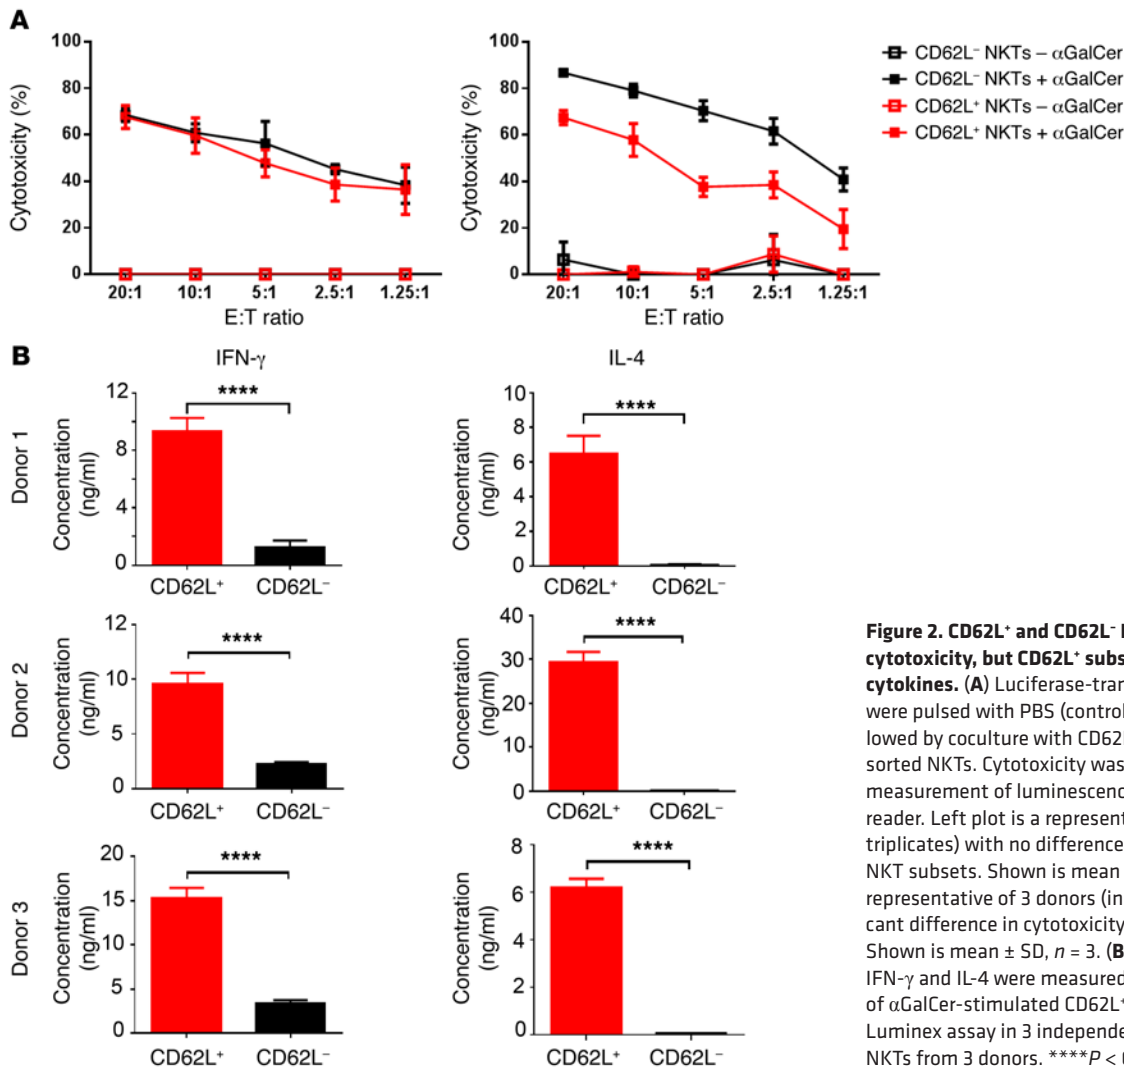 A
100
80
60
40
20
0
Cytotoxicity (%)
20:1 10:1 5:1 2.5:1 1.25:1
E:T ratio
100
80
60
40
20
0
Cytotoxicity (%)
20:1 10:1 5:1 2.5:1 1.25:1
E:T ratio
CD62L⁻ NKTs – αGalCer
CD62L⁻ NKTs + αGalCer
CD62L⁺ NKTs – αGalCer
CD62L⁺ NKTs + αGalCer
B
IFN-γ
IL-4
Donor 1
Concentration
(ng/ml)
12
8
4
0
****
CD62L⁺ CD62L⁻
Concentration
(ng/ml)
10
8
6
4
2
0
****
CD62L⁺ CD62L⁻
Donor 2
Concentration
(ng/ml)
12
10
5
0
****
CD62L⁺ CD62L⁻
Concentration
(ng/ml)
40
30
20
10
0
****
CD62L⁺ CD62L⁻
Donor 3
Concentration
(ng/ml)
20
15
10
5
0
****
CD62L⁺ CD62L⁻
Concentration
(ng/ml)
8
6
4
2
0
****
CD62L⁺ CD62L⁻
Figure 2. CD62L⁺ and CD62L⁻
cytotoxicity, but CD62L⁺ subs
cytokines. (A) Luciferase-tran
were pulsed with PBS (control
lowed by coculture with CD62L
sorted NKTs. Cytotoxicity was
measurement of luminescenc
reader. Left plot is a represent
triplicates) with no difference
NKT subsets. Shown is mean
representative of 3 donors (in
cant difference in cytotoxicity
Shown is mean ± SD, n = 3. (B
IFN-γ and IL-4 were measured
of αGalCer-stimulated CD62L⁺
Luminex assay in 3 independe
NKTs from 3 donors. ****P <